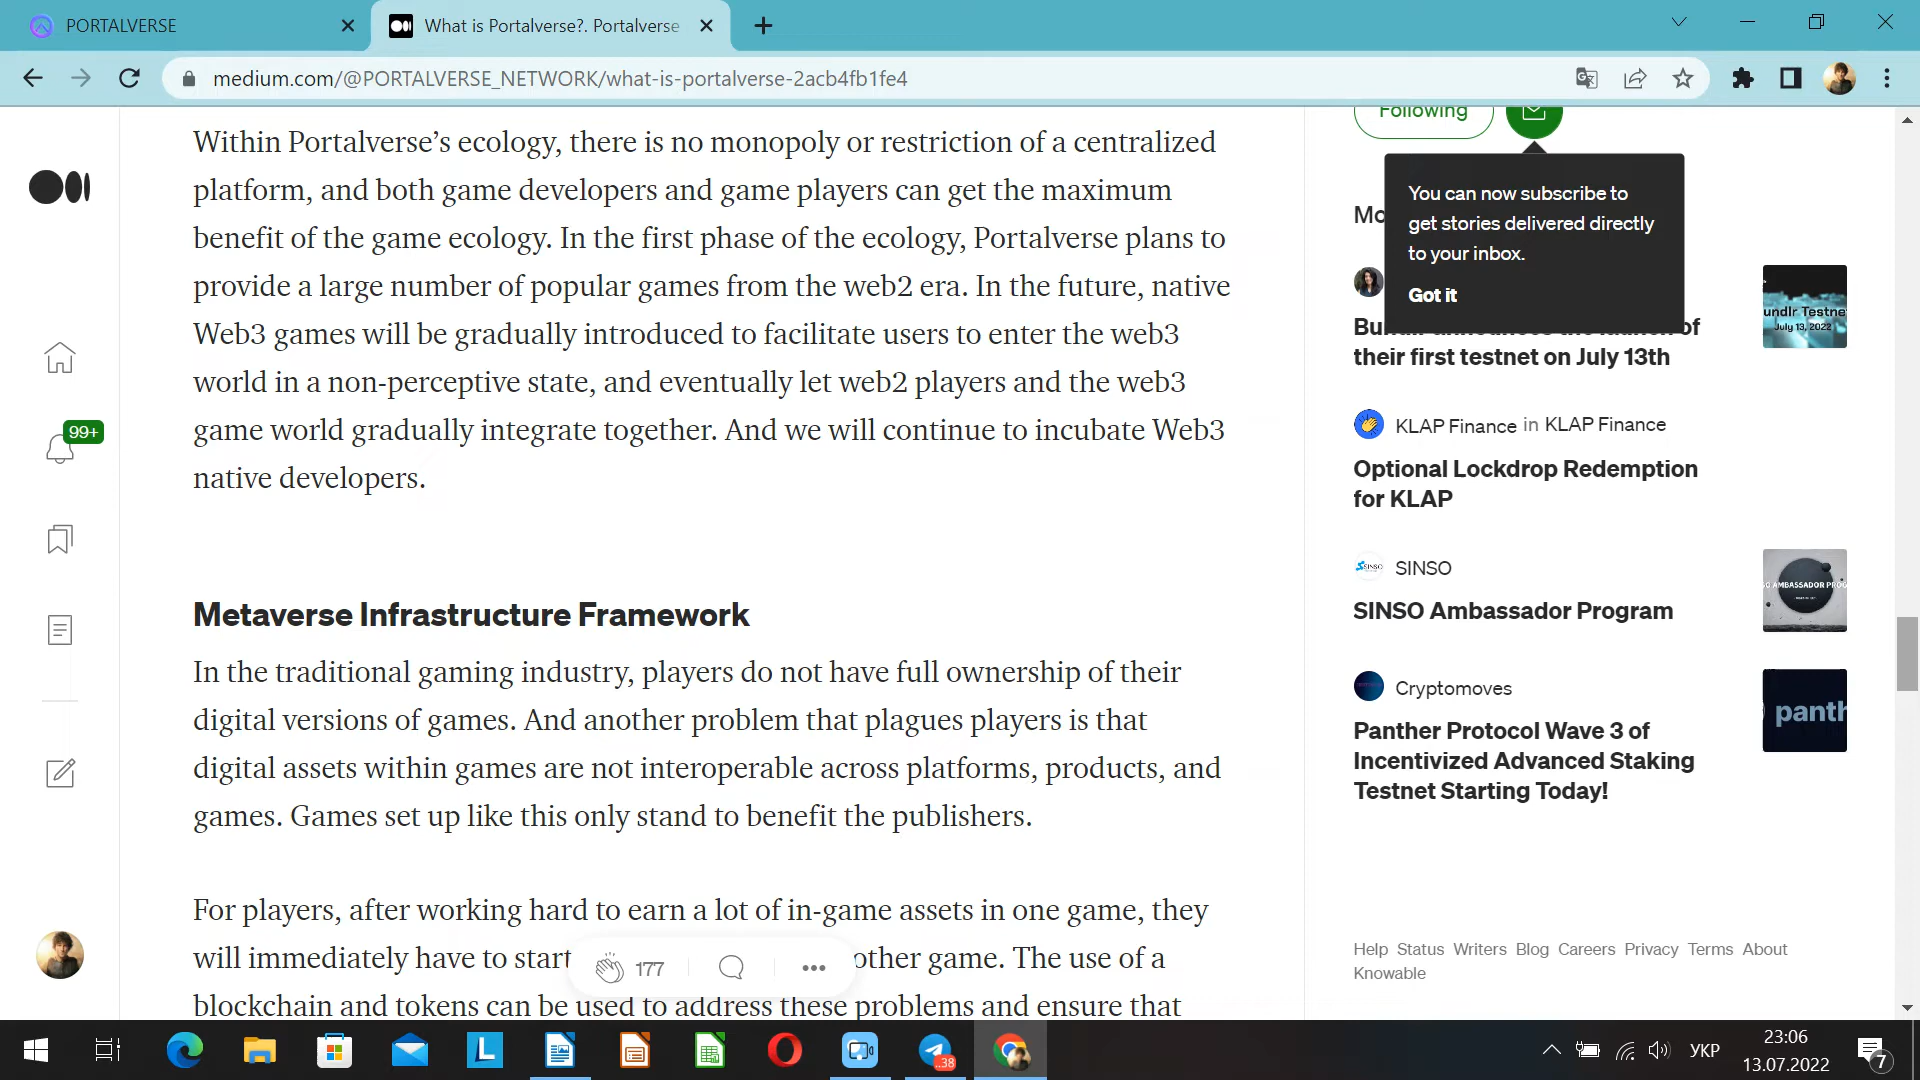 PORTALVERSE
What is Portalverse?. Portalverse
medium.com/@PORTALVERSE_NETWORK/what-is-portalverse-2acb4fb1fe4
Within Portalverse’s ecology, there is no monopoly or restriction of a centralized
platform, and both game developers and game players can get the maximum
benefit of the game ecology. In the first phase of the ecology, Portalverse plans to
provide a large number of popular games from the web2 era. In the future, native
Web3 games will be gradually introduced to facilitate users to enter the web3
world in a non-perceptive state, and eventually let web2 players and the web3
game world gradually integrate together. And we will continue to incubate Web3
native developers.
Metaverse Infrastructure Framework
In the traditional gaming industry, players do not have full ownership of their
digital versions of games. And another problem that plagues players is that
digital assets within games are not interoperable across platforms, products, and
games. Games set up like this only stand to benefit the publishers.
For players, after working hard to earn a lot of in-game assets in one game, they
will immediately have to start other game. The use of a
blockchain and tokens can be used to address these problems and ensure that
177
99+
Following
You can now subscribe to
get stories delivered directly
to your inbox.
Got it
Mo
of
their first testnet on July 13th
undlr Testne
July 13, 2022
KLAP Finance in KLAP Finance
Optional Lockdrop Redemption
for KLAP
SINSO
SINSO
SINSO Ambassador Program
O AMBASSADOR PROG
Cryptomoves
Panther Protocol Wave 3 of
Incentivized Advanced Staking
Testnet Starting Today!
panth
Help Status Writers Blog Careers Privacy Terms About
Knowable
L
..38
УКР
23:06
13.07.2022
7